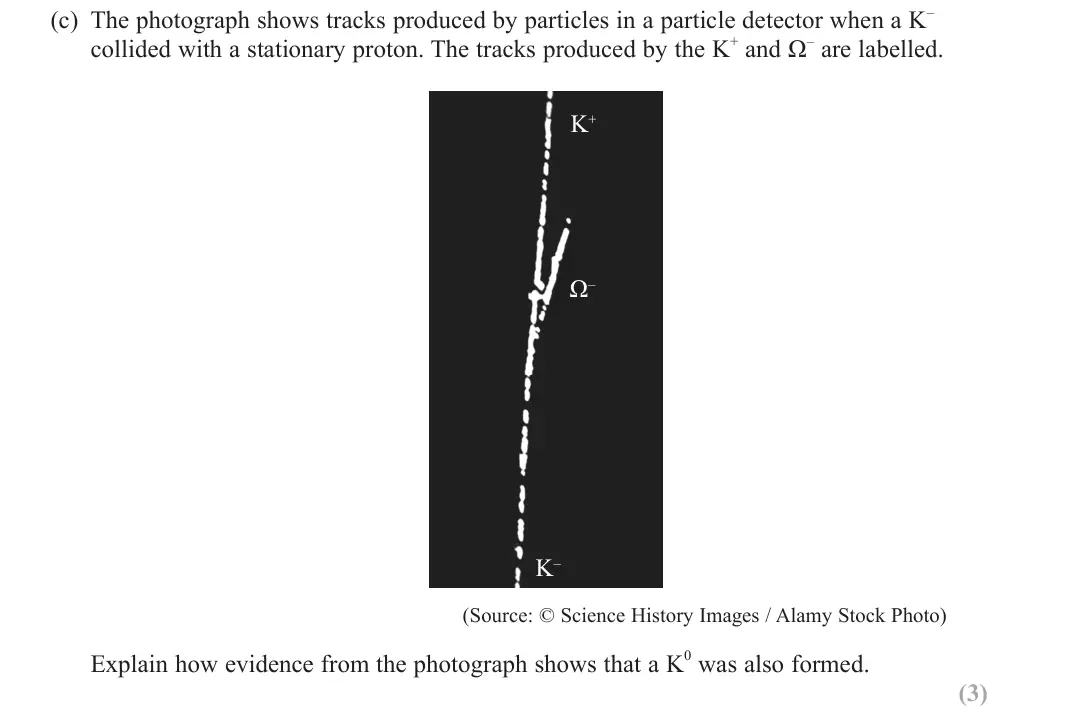 (c) The photograph shows tracks produced by particles in a particle detector when a K⁻
collided with a stationary proton. The tracks produced by the K⁺ and Ω⁻ are labelled.
K⁺
Ω⁻
K⁻
(Source: © Science History Images / Alamy Stock Photo)
Explain how evidence from the photograph shows that a K⁰ was also formed.
(3)